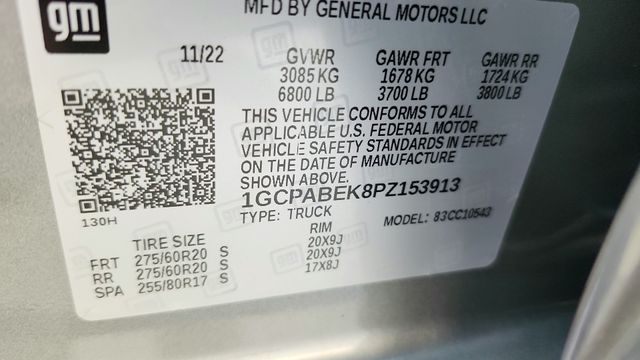 gm
MFD BY GENERAL MOTORS LLC
11/22 GVWR GAWR FRT GAWR RR
3085 KG 1678 KG 1724 KG
6800 LB 3700 LB 3800 LB
THIS VEHICLE CONFORMS TO ALL
APPLICABLE U.S. FEDERAL MOTOR
VEHICLE SAFETY STANDARDS IN EFFECT
ON THE DATE OF MANUFACTURE
SHOWN ABOVE.
1GCPABEK8PZ153913
TYPE: TRUCK MODEL: 83CC10543
130H
TIRE SIZE RIM
FRT 275/60R20 S 20X9J
RR 275/60R20 S 20X9J
SPA 255/80R17 S 17X8J